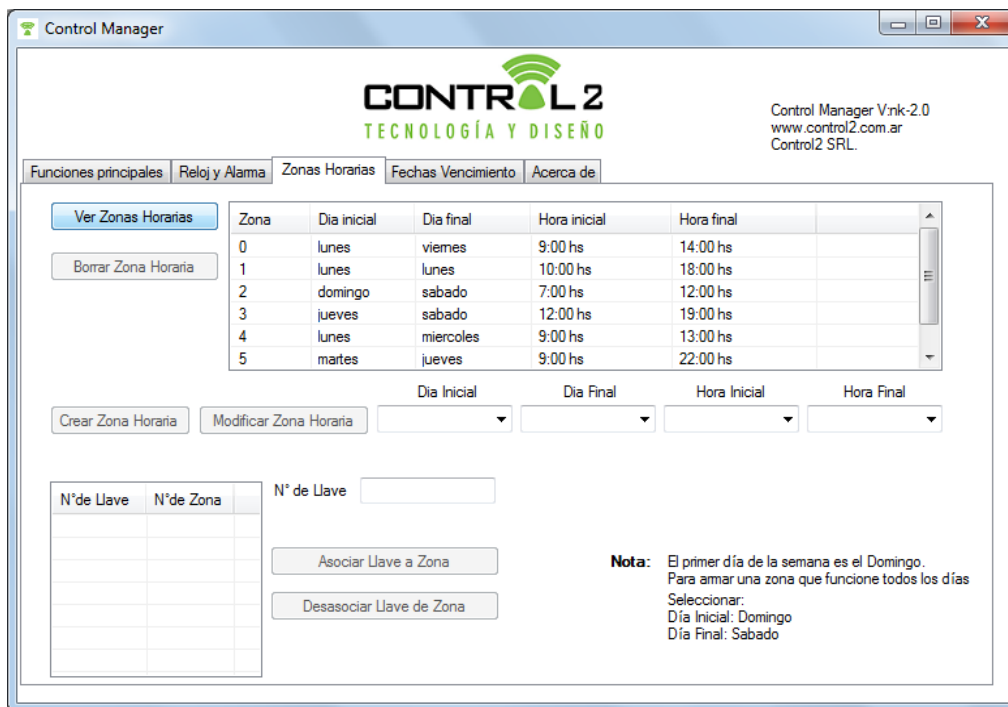 Control Manager
CONTROL 2
TECNOLOGÍA Y DISEÑO
Control Manager V:nk-2.0
www.control2.com.ar
Control2 SRL.
Funciones principales Reloj y Alarma Zonas Horarias Fechas Vencimiento Acerca de
Ver Zonas Horarias
Borrar Zona Horaria
Zona Dia inicial Dia final Hora inicial Hora final
0 lunes viernes 9:00 hs 14:00 hs
1 lunes lunes 10:00 hs 18:00 hs
2 domingo sabado 7:00 hs 12:00 hs
3 jueves sabado 12:00 hs 19:00 hs
4 lunes miercoles 9:00 hs 13:00 hs
5 martes jueves 9:00 hs 22:00 hs
Dia Inicial Dia Final Hora Inicial Hora Final
Crear Zona Horaria Modificar Zona Horaria
N°de Llave N°de Zona
N° de Llave
Asociar Llave a Zona
Desasociar Llave de Zona
Nota: El primer día de la semana es el Domingo.
Para armar una zona que funcione todos los días
Seleccionar:
Día Inicial: Domingo
Día Final: Sabado